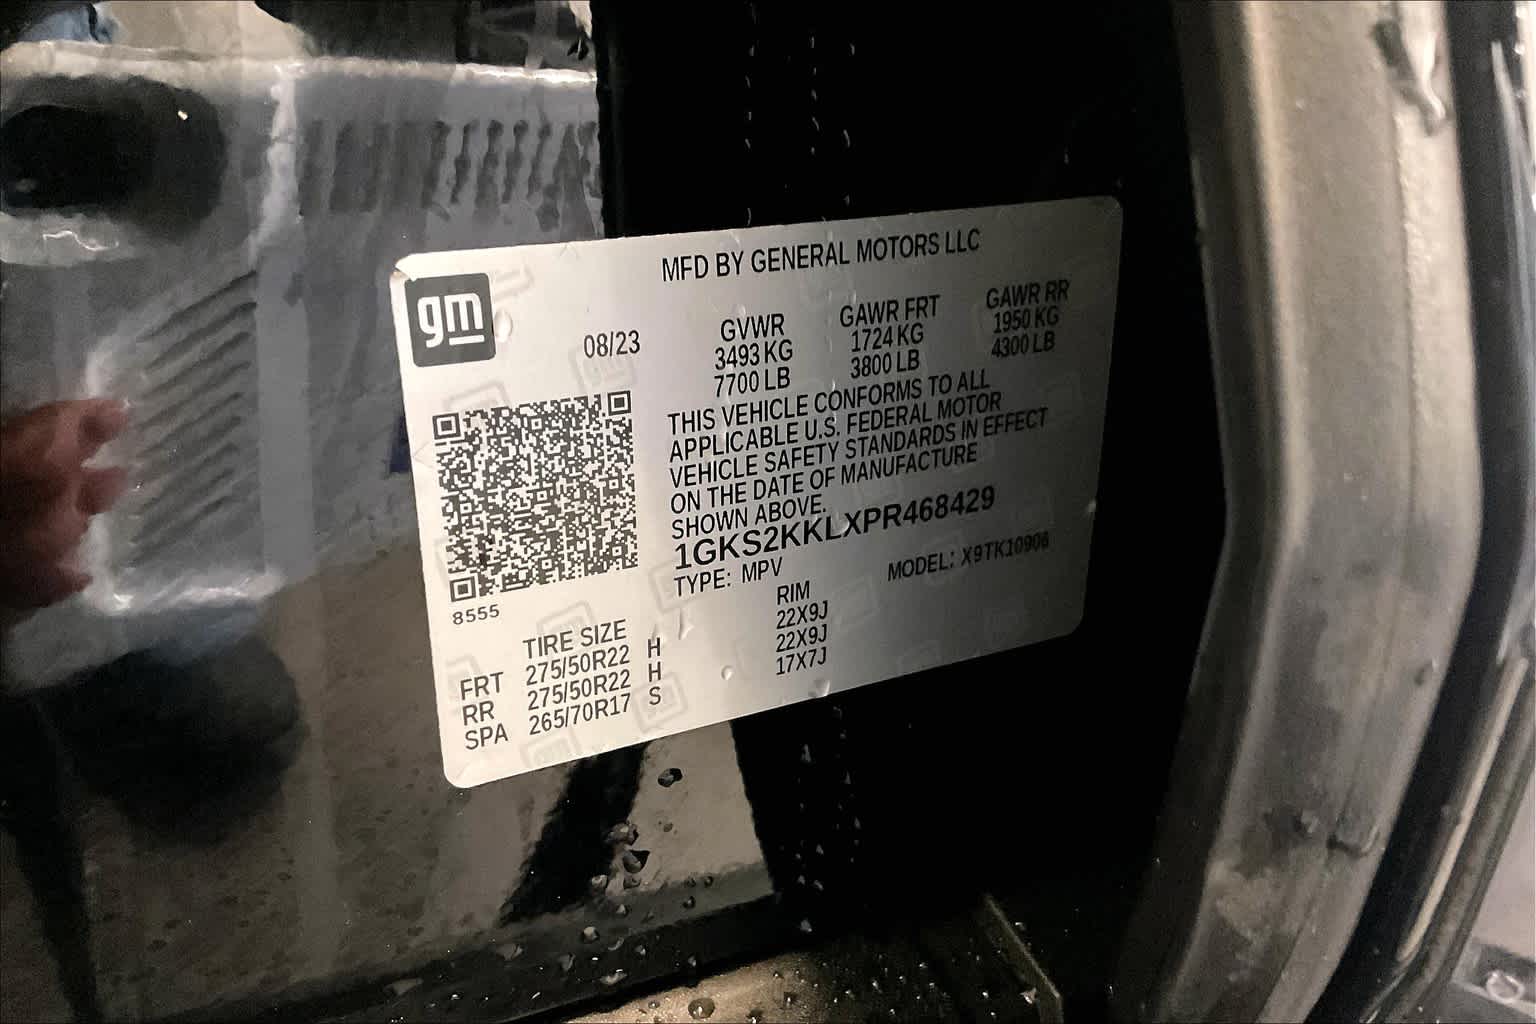 MFD BY GENERAL MOTORS LLC
gm
08/23
GVWR GAWR FRT GAWR RR
3493 KG 1724 KG 1950 KG
7700 LB 3800 LB 4300 LB
THIS VEHICLE CONFORMS TO ALL
APPLICABLE U.S. FEDERAL MOTOR
VEHICLE SAFETY STANDARDS IN EFFECT
ON THE DATE OF MANUFACTURE
SHOWN ABOVE.
1GKS2KKLXPR468429
TYPE: MPV MODEL: X9TK10906
8555
TIRE SIZE RIM
FRT 275/50R22 H 22X9J
RR 275/50R22 H 22X9J
SPA 265/70R17 S 17X7J